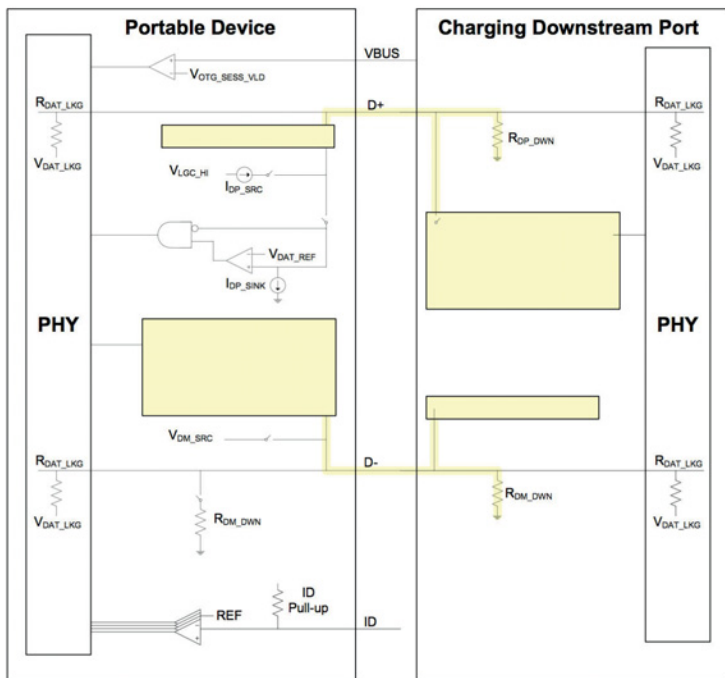 Portable Device
Charging Downstream Port
VBUS
VOTG_SESS_VLD
RDAT_LKG
D+
RDAT_LKG
RDP_DWN
VDAT_LKG
VDAT_LKG
VLGC_HI
IDP_SRC
VDAT_REF
IDP_SINK
PHY
PHY
VDM_SRC
RDAT_LKG
D-
RDAT_LKG
RDM_DWN
VDAT_LKG
RDM_DWN
VDAT_LKG
ID
Pull-up
REF
ID